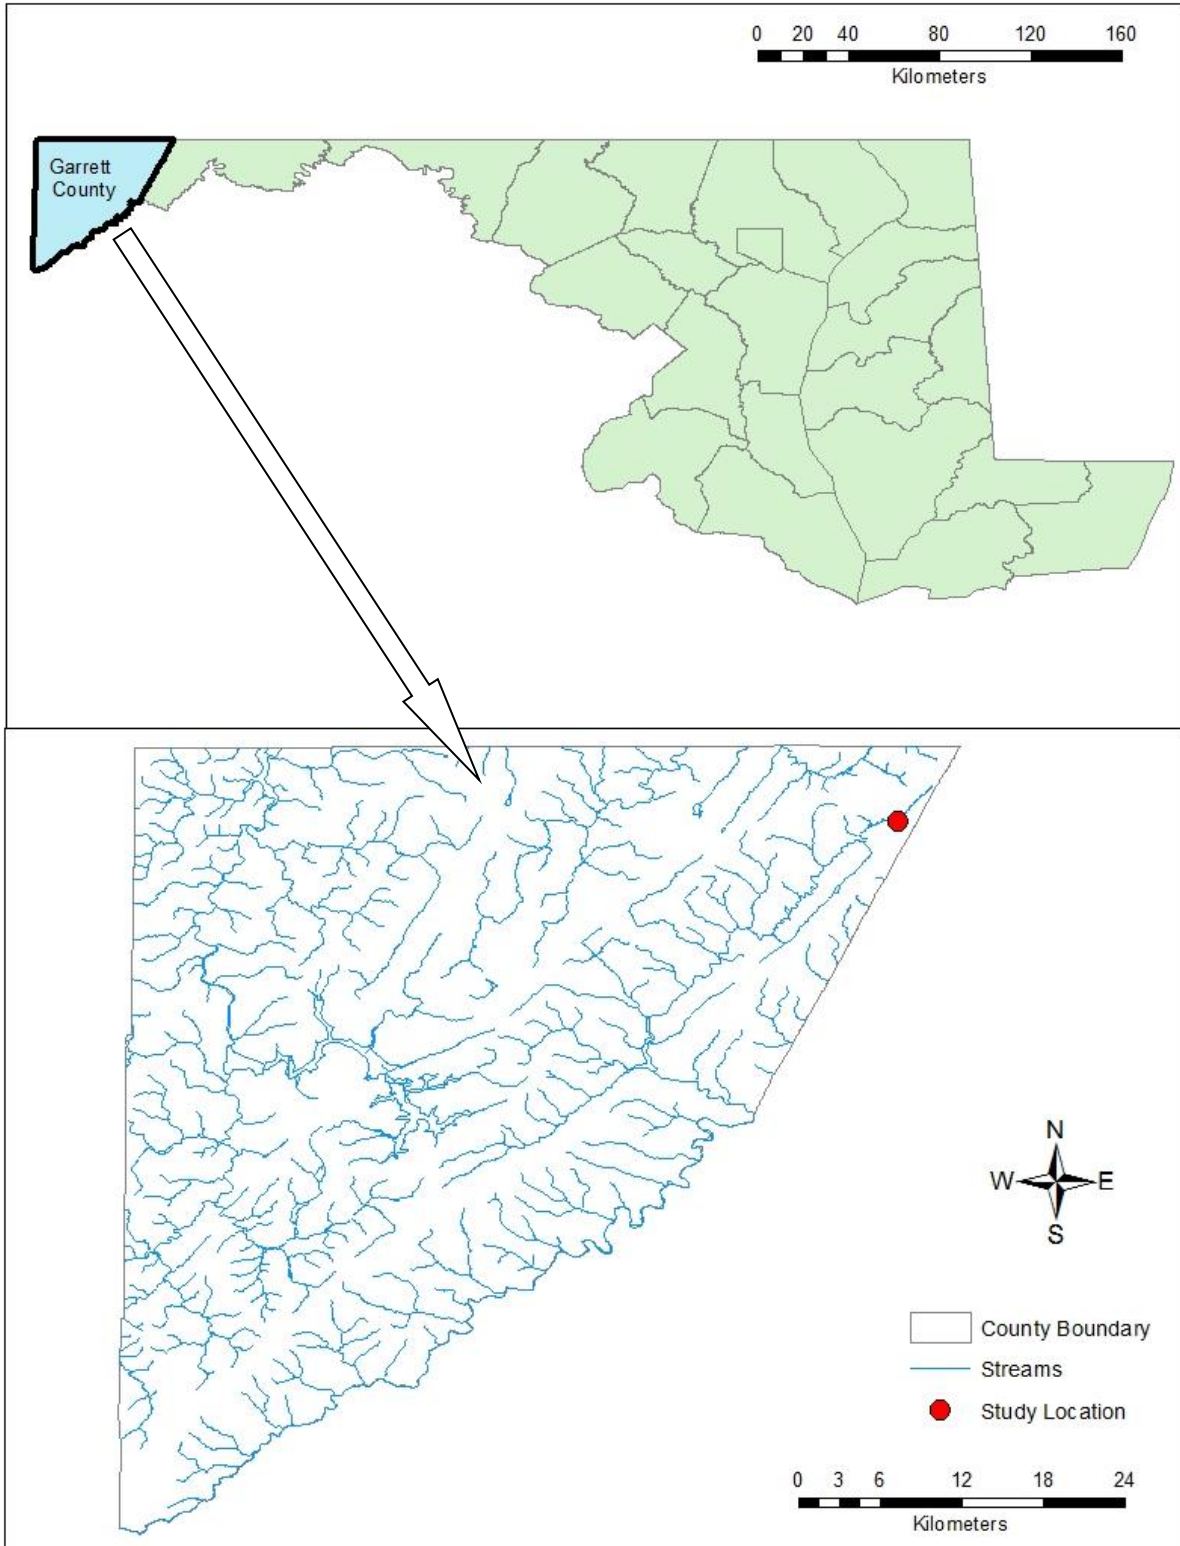 0 20 40 80 120 160
Kilometers
Garrett
County
N
W E
S
County Boundary
Streams
Study Location
0 3 6 12 18 24
Kilometers